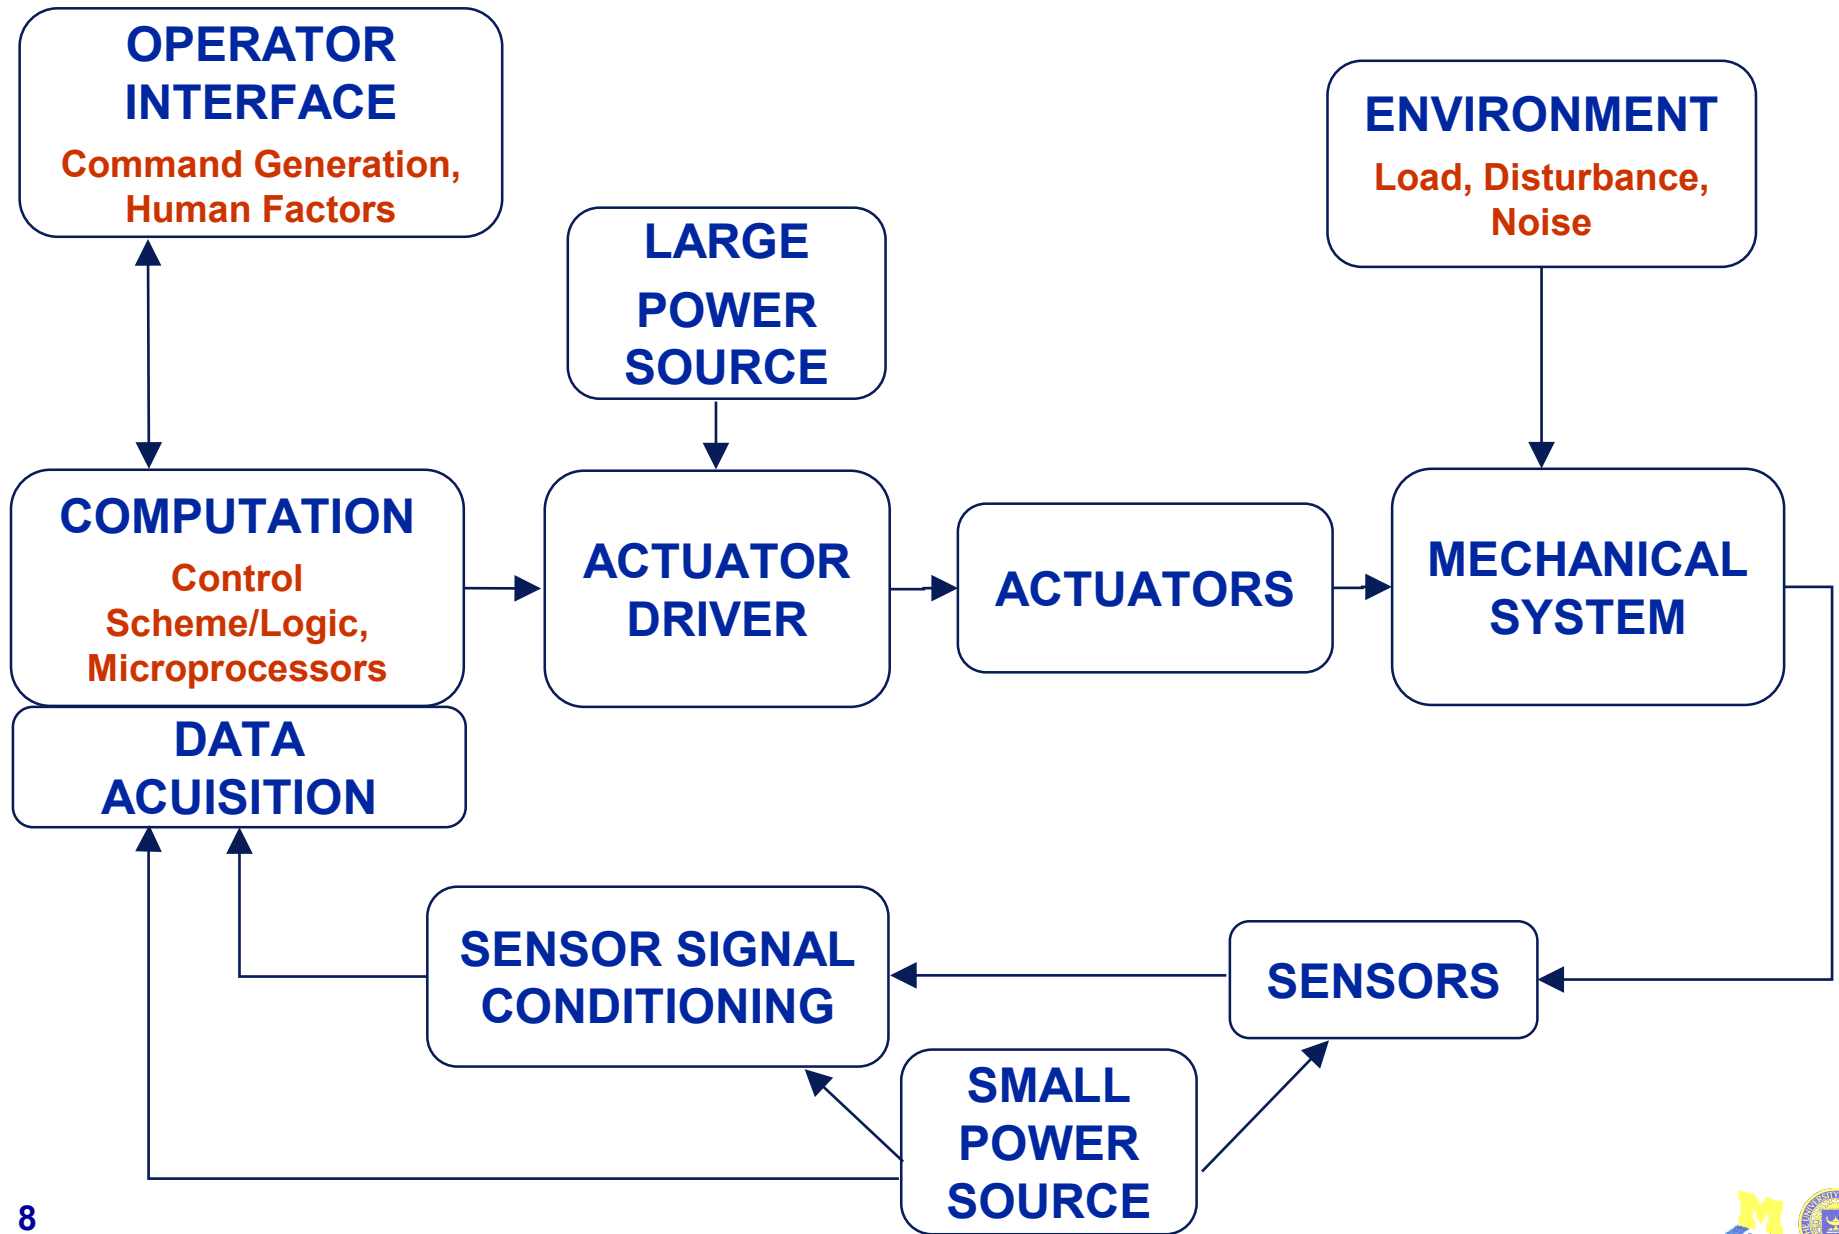 OPERATOR
INTERFACE
Command Generation,
Human Factors
ENVIRONMENT
Load, Disturbance,
Noise
LARGE
POWER
SOURCE
COMPUTATION
Control
Scheme/Logic,
Microprocessors
ACTUATOR
DRIVER
ACTUATORS
MECHANICAL
SYSTEM
DATA
ACUISITION
SENSOR SIGNAL
CONDITIONING
SENSORS
SMALL
POWER
SOURCE
8
M